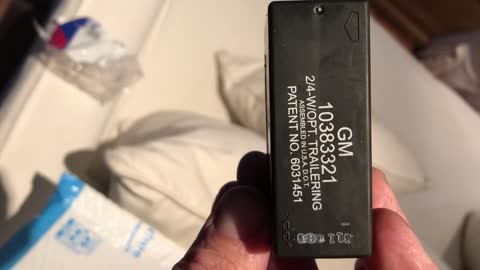 GM
10383321
2/4-W/OPT. TRAILERING
ASSEMBLED IN U.S.A. D.O.T.
PATENT NO. 6031451